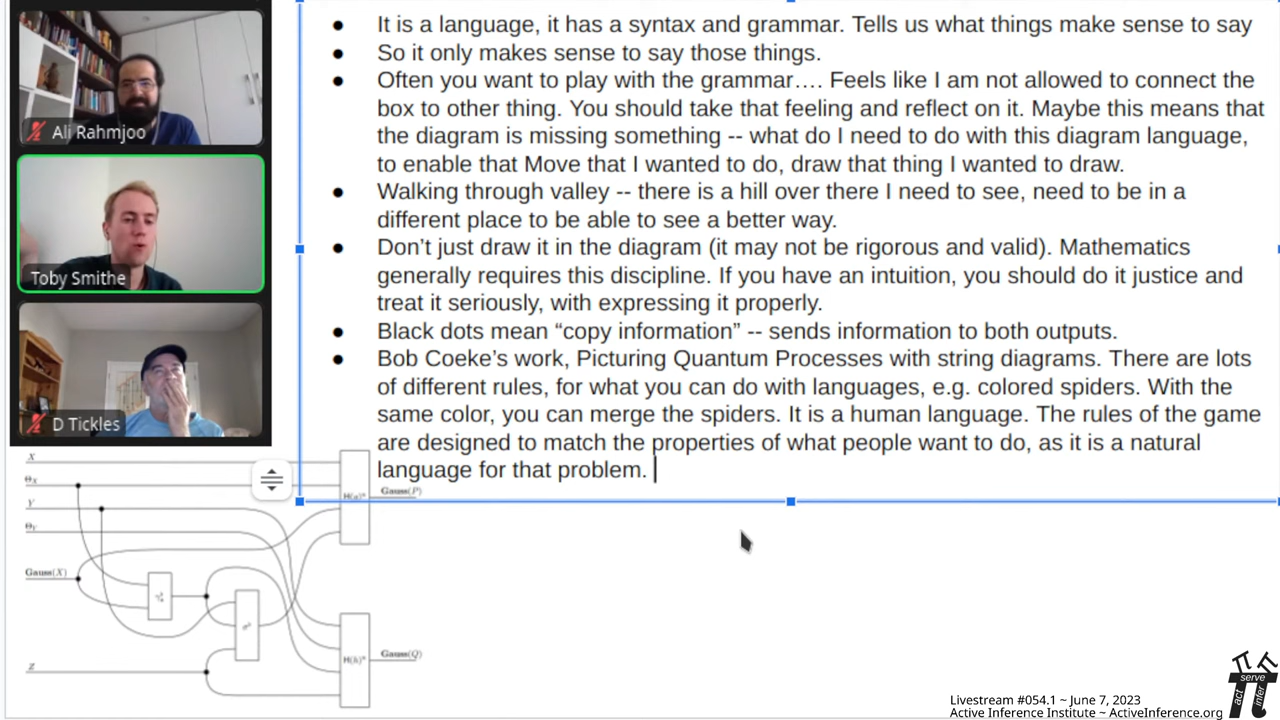 It is a language, it has a syntax and grammar. Tells us what things make sense to say
So it only makes sense to say those things.
Often you want to play with the grammar…. Feels like I am not allowed to connect the
box to other thing. You should take that feeling and reflect on it. Maybe this means that
the diagram is missing something -- what do I need to do with this diagram language,
to enable that Move that I wanted to do, draw that thing I wanted to draw.
Walking through valley -- there is a hill over there I need to see, need to be in a
different place to be able to see a better way.
Don’t just draw it in the diagram (it may not be rigorous and valid). Mathematics
generally requires this discipline. If you have an intuition, you should do it justice and
treat it seriously, with expressing it properly.
Black dots mean “copy information” -- sends information to both outputs.
Bob Coeke’s work, Picturing Quantum Processes with string diagrams. There are lots
of different rules, for what you can do with languages, e.g. colored spiders. With the
same color, you can merge the spiders. It is a human language. The rules of the game
are designed to match the properties of what people want to do, as it is a natural
language for that problem.
Ali Rahmjoo
Toby Smithe
D Tickles
X
Θx
Y
ΘY
Gauss(X)
Z
Gauss(P)
Gauss(Q)
act
serve
infer
Livestream #054.1 ~ June 7, 2023
Active Inference Institute ~ ActiveInference.org